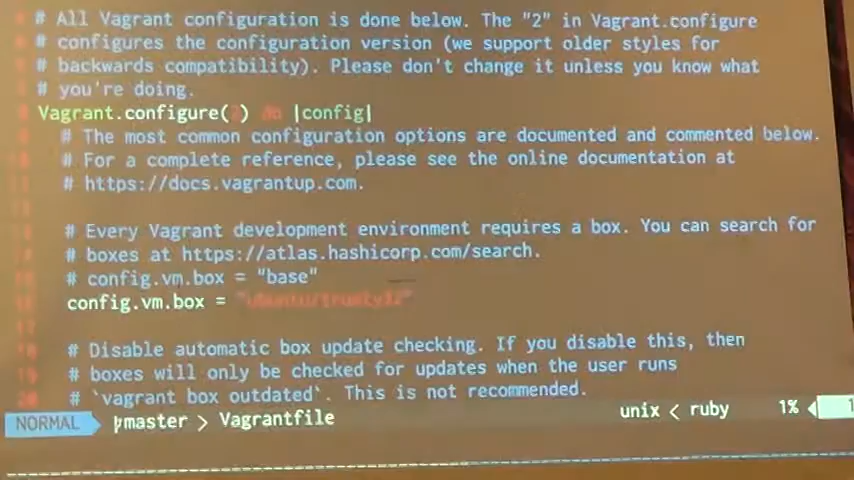 # All Vagrant configuration is done below. The "2" in Vagrant.configure
# configures the configuration version (we support older styles for
# backwards compatibility). Please don't change it unless you know what
# you're doing.
Vagrant.configure(2) do |config|
# The most common configuration options are documented and commented below.
# For a complete reference, please see the online documentation at
# https://docs.vagrantup.com.
# Every Vagrant development environment requires a box. You can search for
# boxes at https://atlas.hashicorp.com/search.
# config.vm.box = "base"
config.vm.box = "ubuntu/trusty32"
# Disable automatic box update checking. If you disable this, then
# boxes will only be checked for updates when the user runs
# `vagrant box outdated`. This is not recommended.
NORMAL master > Vagrantfile unix < ruby 1%